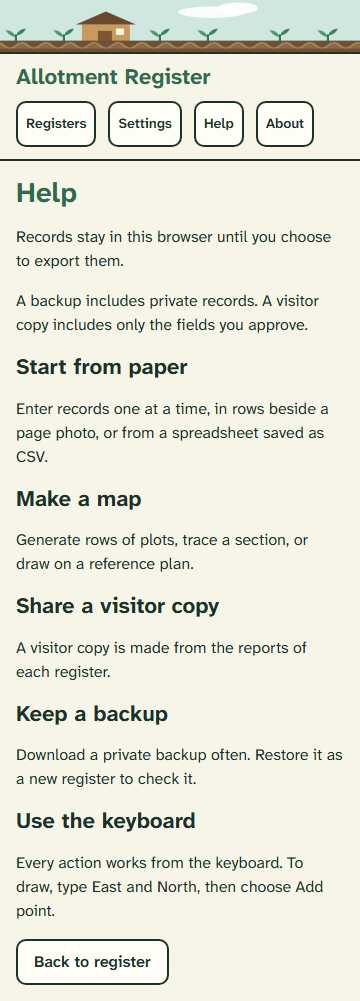 Allotment Register
Registers
Settings
Help
About
Help
Records stay in this browser until you choose
to export them.
A backup includes private records. A visitor
copy includes only the fields you approve.
Start from paper
Enter records one at a time, in rows beside a
page photo, or from a spreadsheet saved as
CSV.
Make a map
Generate rows of plots, trace a section, or
draw on a reference plan.
Share a visitor copy
A visitor copy is made from the reports of
each register.
Keep a backup
Download a private backup often. Restore it as
a new register to check it.
Use the keyboard
Every action works from the keyboard. To
draw, type East and North, then choose Add
point.
Back to register